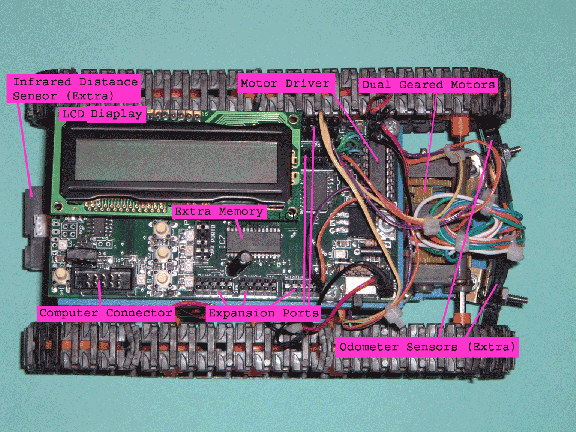 Infrared Distance
Sensor (Extra)
Motor Driver
Dual Geared Motors
LCD Display
Extra Memory
Computer Connector
Expansion Ports
Odometer Sensors (Extra)